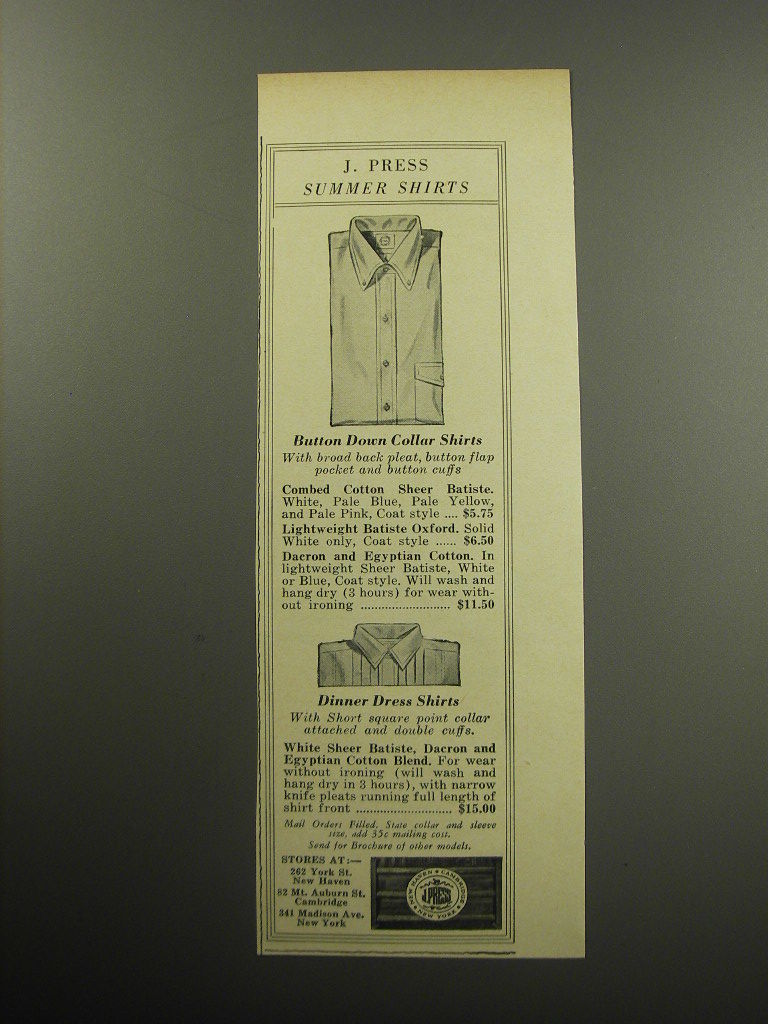 J. PRESS
SUMMER SHIRTS
Button Down Collar Shirts
With broad back pleat, button flap
pocket and button cuffs
Combed Cotton Sheer Batiste.
White, Pale Blue, Pale Yellow,
and Pale Pink, Coat style .... $5.75
Lightweight Batiste Oxford. Solid
White only, Coat style ...... $6.50
Dacron and Egyptian Cotton. In
lightweight Sheer Batiste, White
or Blue, Coat style. Will wash and
hang dry (3 hours) for wear with-
out ironing .......................... $11.50
Dinner Dress Shirts
With Short square point collar
attached and double cuffs.
White Sheer Batiste, Dacron and
Egyptian Cotton Blend. For wear
without ironing (will wash and
hang dry in 3 hours), with narrow
knife pleats running full length of
shirt front ............................ $15.00
Mail Orders Filled. State collar and sleeve
size, add 35c mailing cost.
Send for Brochure of other models.
STORES AT:—
262 York St.
New Haven
82 Mt. Auburn St.
Cambridge
341 Madison Ave.
New York
NEW HAVEN • CAMBRIDGE
J. PRESS
NEW YORK